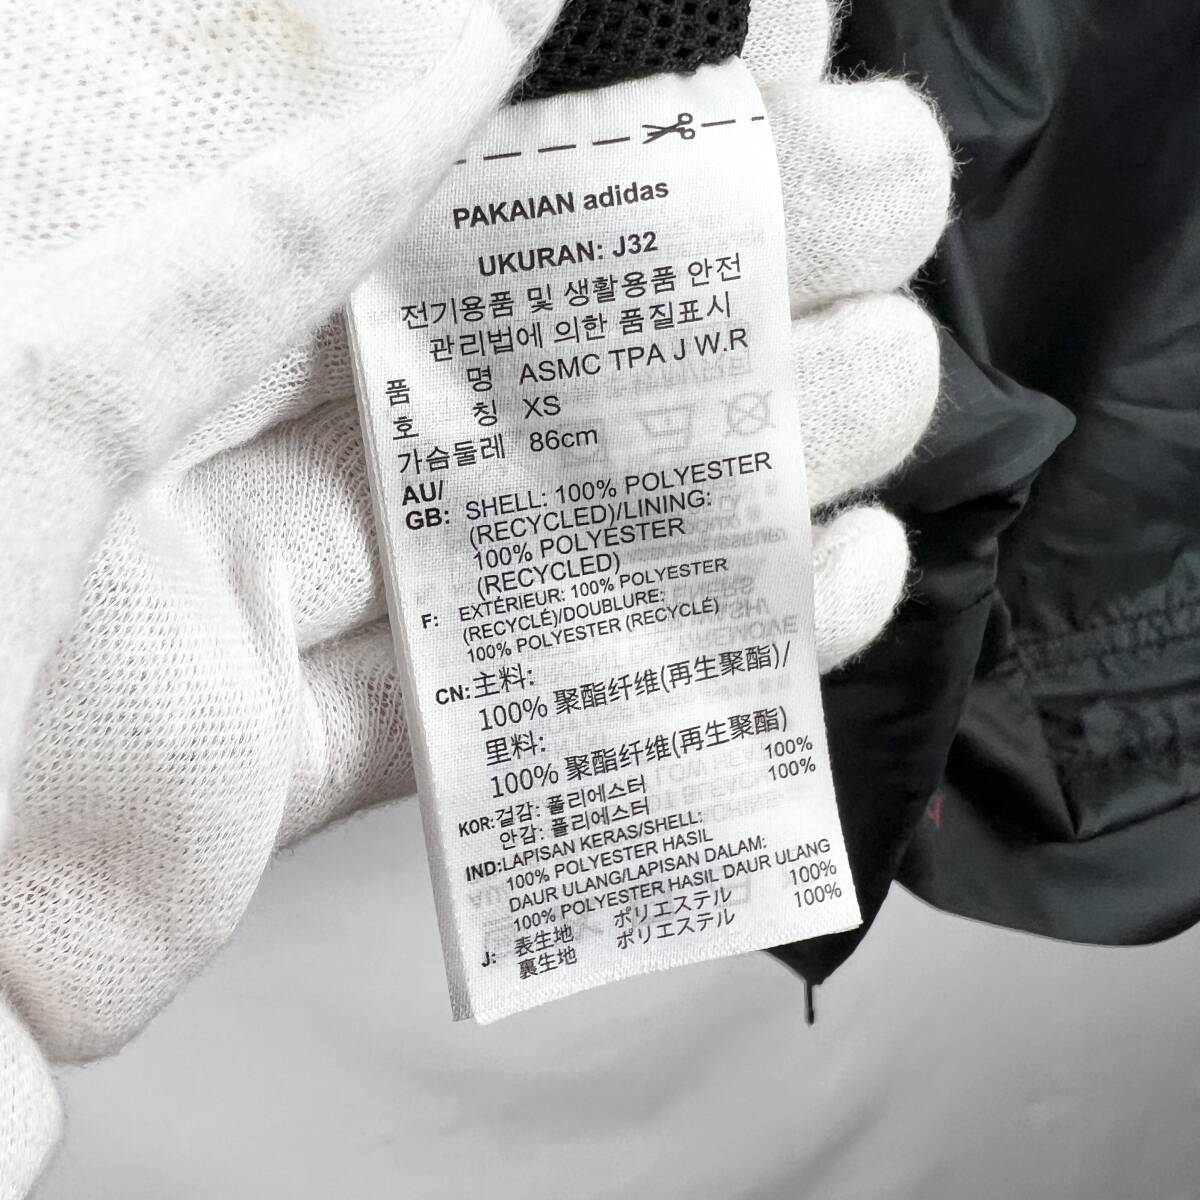 PAKAIAN adidas
UKURAN: J32
전기용품 및 생활용품 안전
관리법에 의한 품질표시
품 명 ASMC TPA J W.R
호 칭 XS
가슴둘레 86cm
AU/
GB: SHELL: 100% POLYESTER
(RECYCLED)/LINING:
100% POLYESTER
(RECYCLED)
F: EXTÉRIEUR: 100% POLYESTER
(RECYCLÉ)/DOUBLURE:
100% POLYESTER (RECYCLÉ)
CN: 主料:
100% 聚酯纤维(再生聚酯)/
里料:
100% 聚酯纤维(再生聚酯)
KOR: 겉감: 폴리에스터 100%
안감: 폴리에스터 100%
IND: LAPISAN KERAS/SHELL:
100% POLYESTER HASIL
DAUR ULANG/LAPISAN DALAM:
100% POLYESTER HASIL DAUR ULANG
J: 表生地 ポリエステル 100%
裏生地 ポリエステル 100%